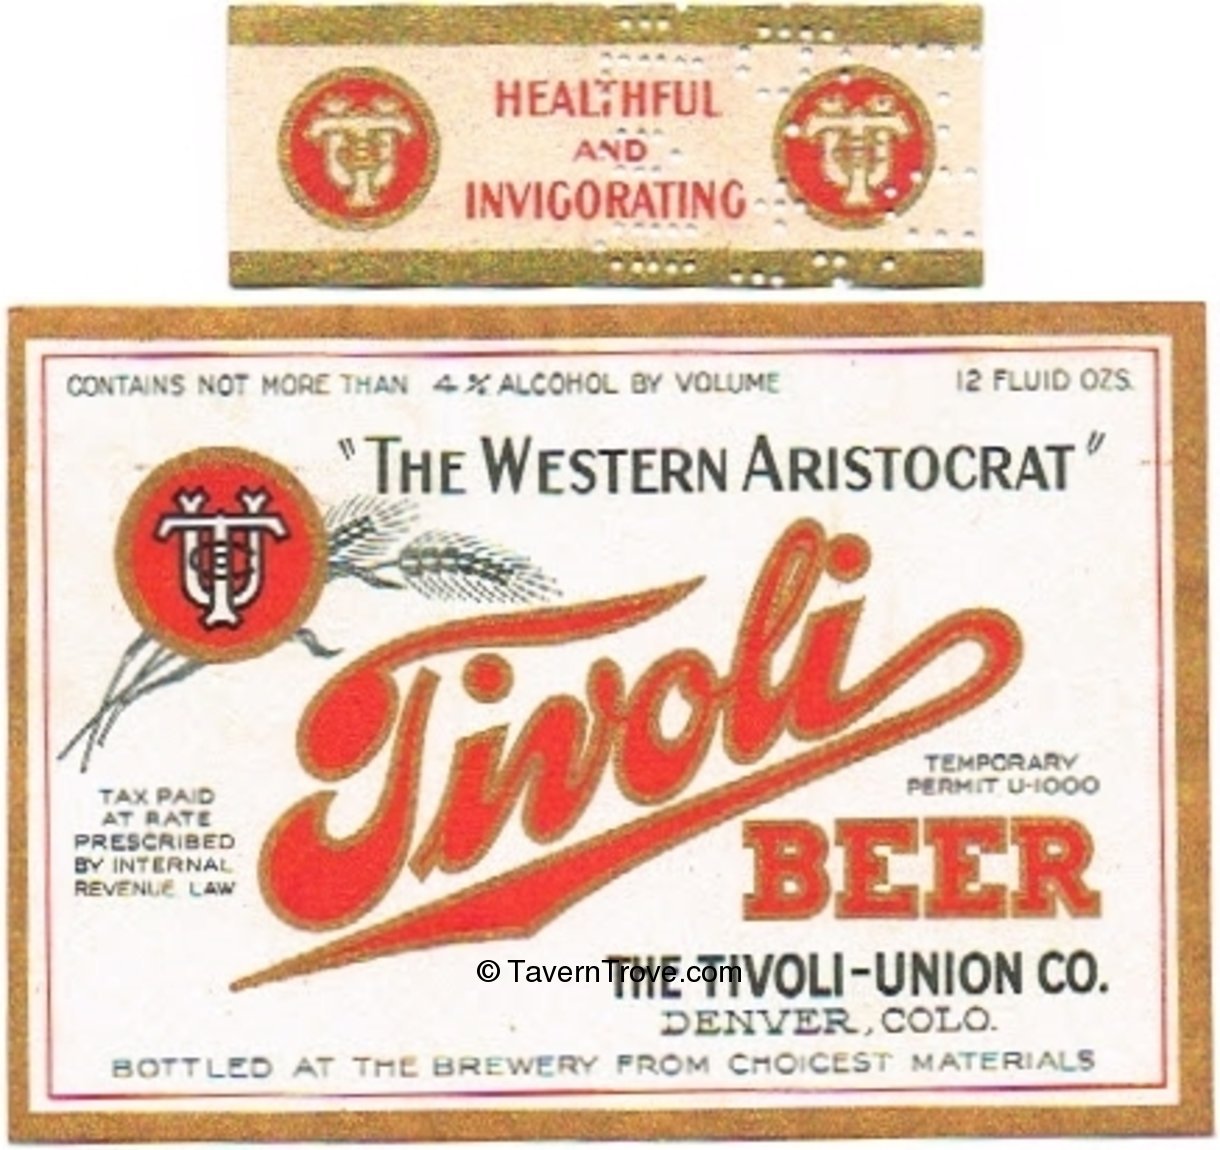 HEALTHFUL
AND
INVIGORATING
CONTAINS NOT MORE THAN 4% ALCOHOL BY VOLUME
12 FLUID OZS.
"THE WESTERN ARISTOCRAT"
Tivoli
TEMPORARY
PERMIT U-1000
TAX PAID
AT RATE
PRESCRIBED
BY INTERNAL
REVENUE LAW
BEER
© TavernTrove.com
THE TIVOLI-UNION CO.
DENVER, COLO.
BOTTLED AT THE BREWERY FROM CHOICEST MATERIALS